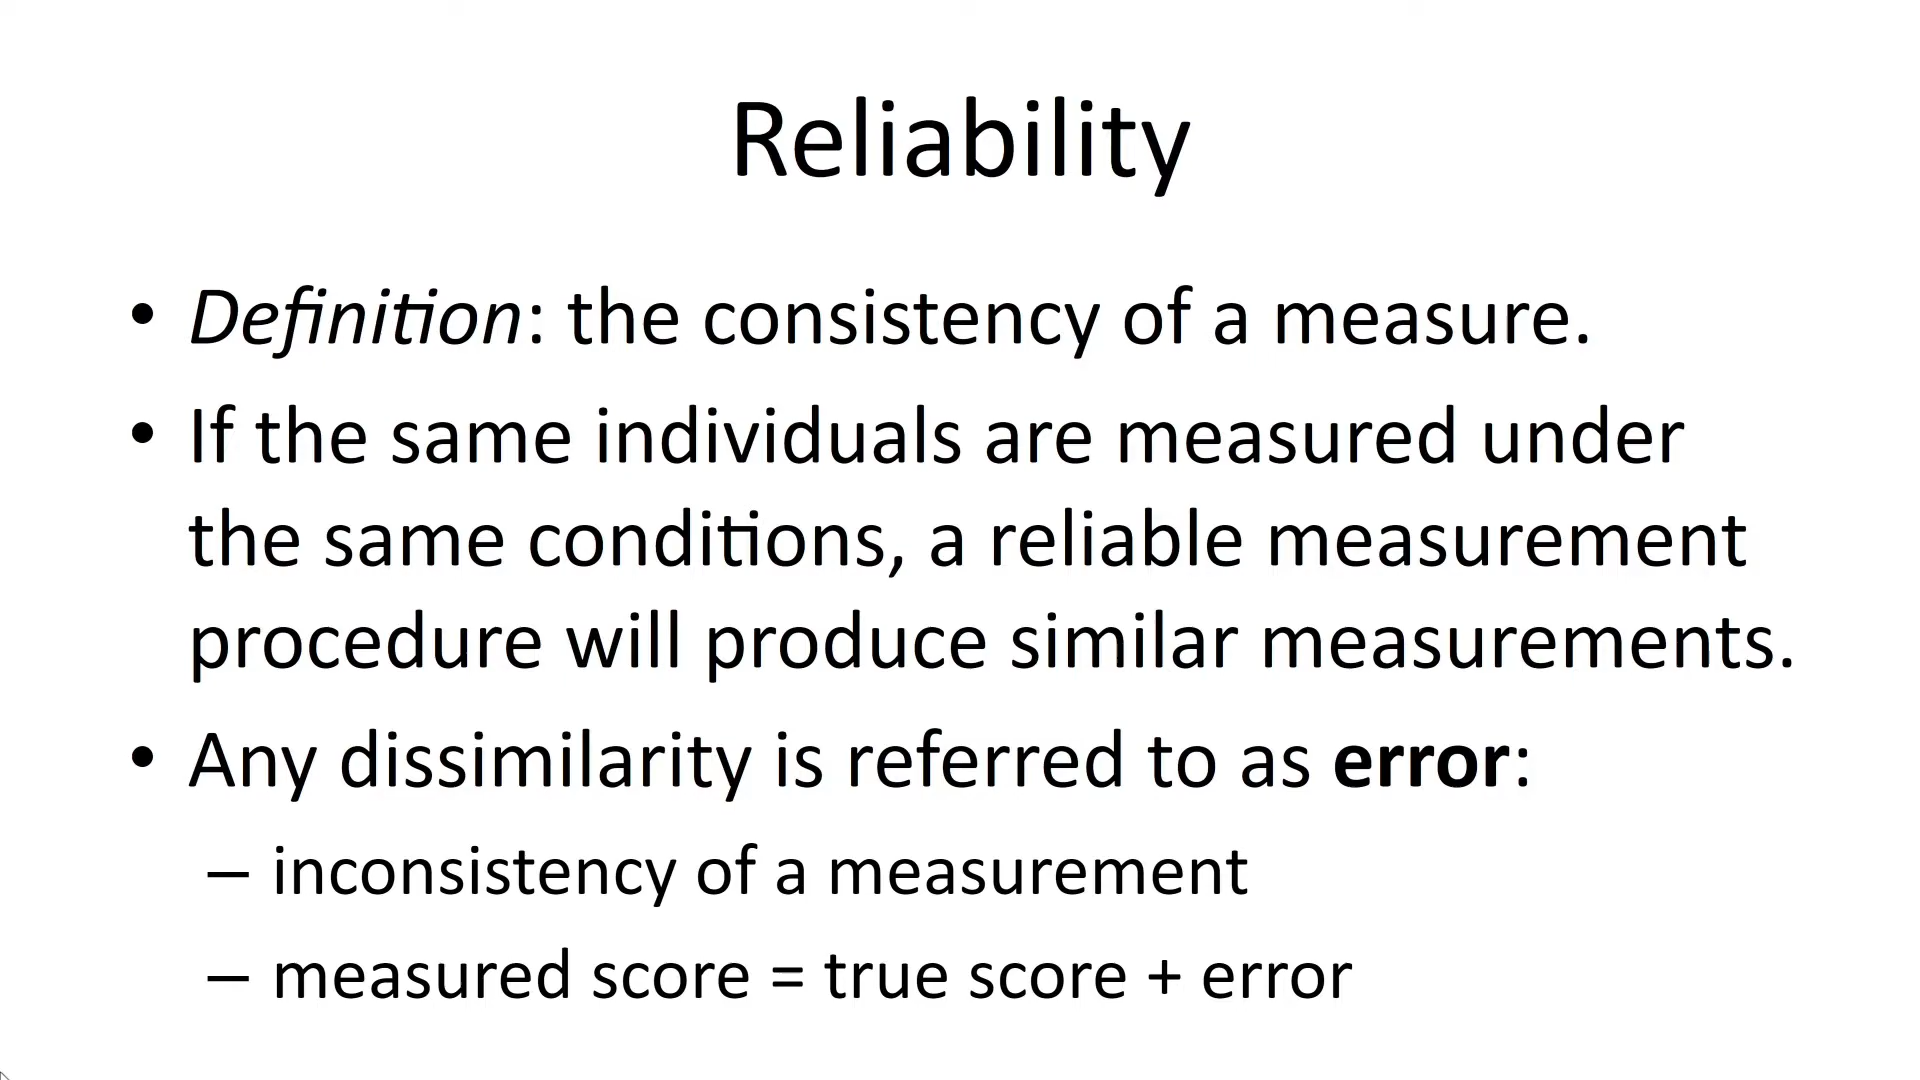 Reliability
• Definition: the consistency of a measure.
• If the same individuals are measured under
the same conditions, a reliable measurement
procedure will produce similar measurements.
• Any dissimilarity is referred to as error:
– inconsistency of a measurement
– measured score = true score + error